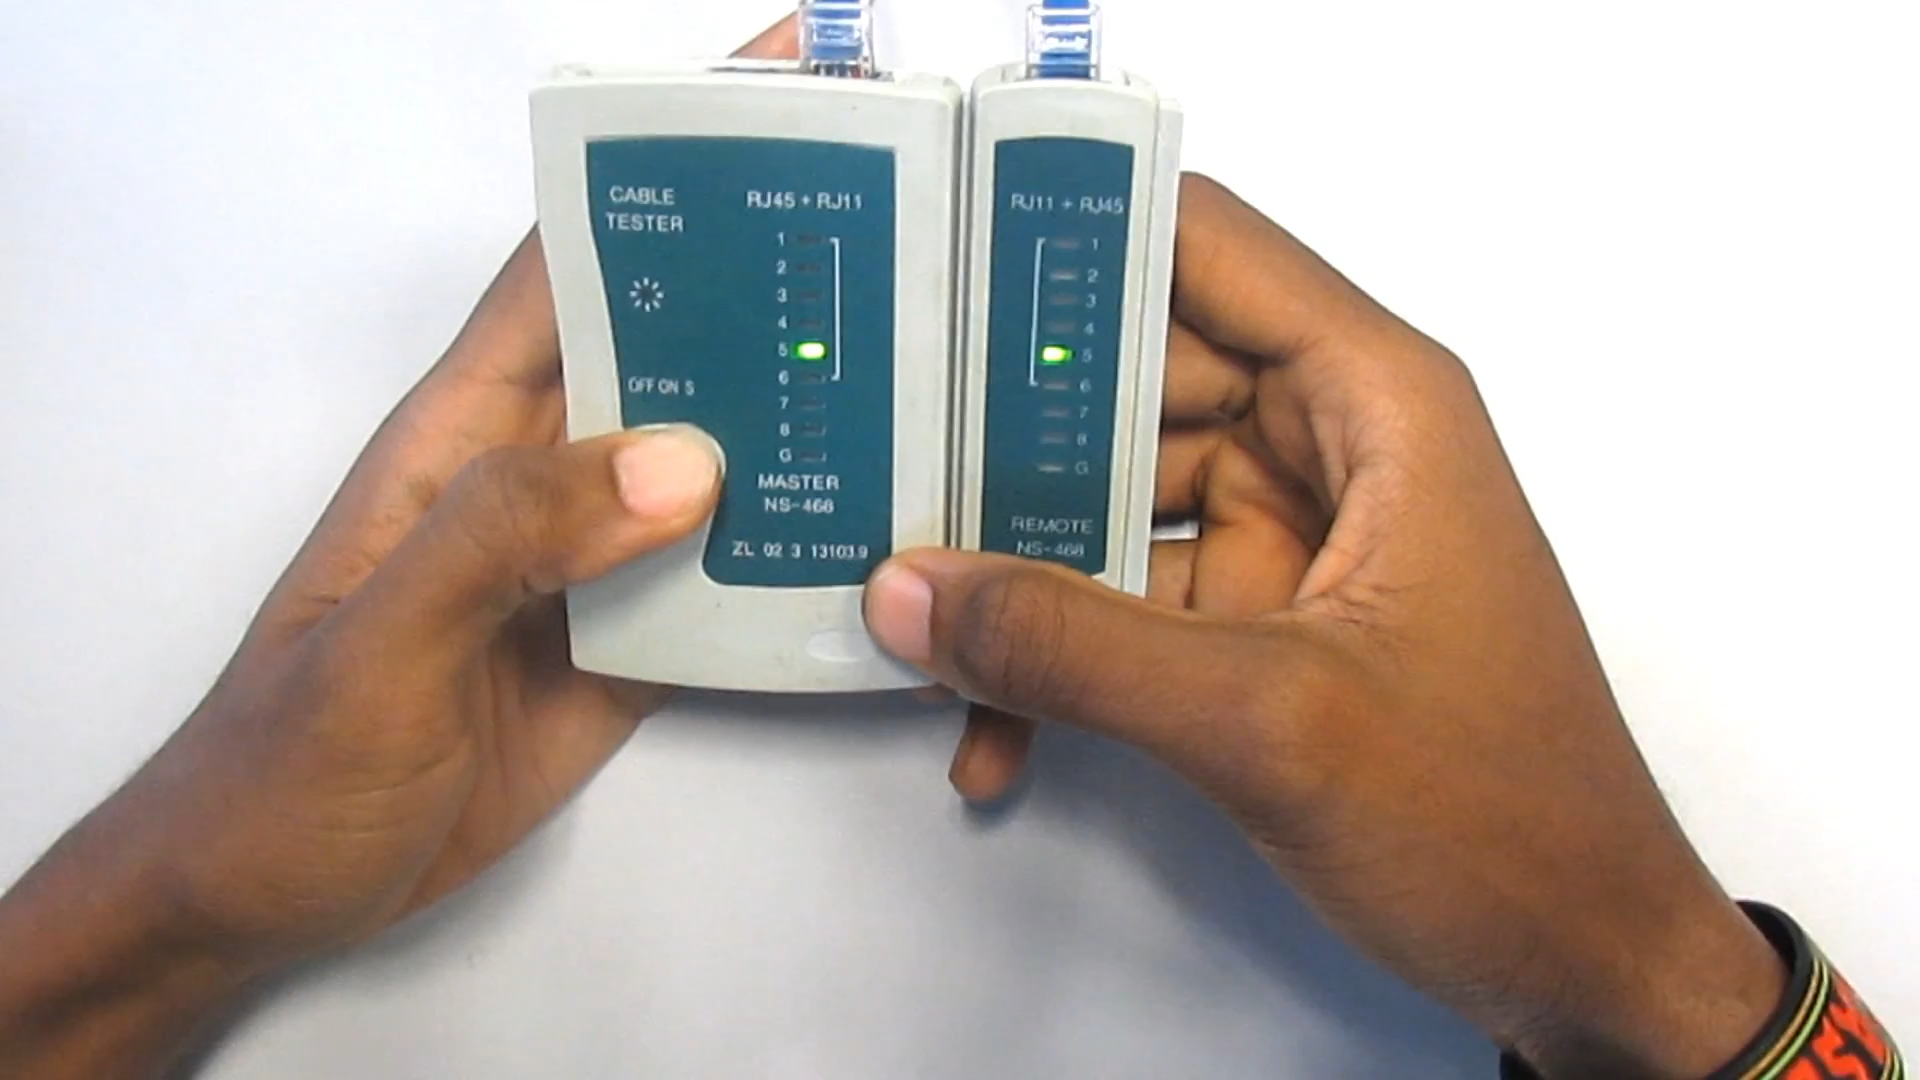 CABLE
TESTER
OFF ON S
RJ45 + RJ11
1
2
3
4
5
6
7
8
G
MASTER
NS-468
ZL 02 3 13103.9
RJ11 + RJ45
1
2
3
4
5
6
7
8
G
REMOTE
NS-468